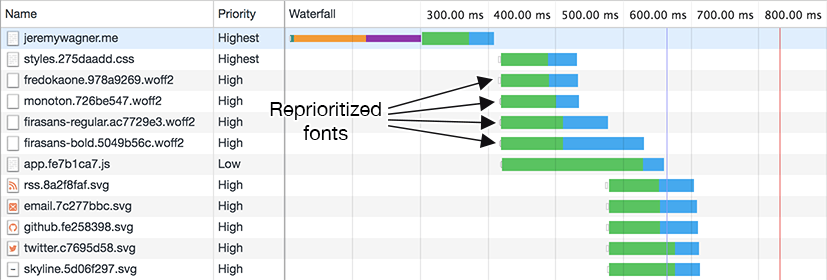 Name Priority Waterfall 300.00 ms 400.00 ms 500.00 ms 600.00 ms 700.00 ms 800.00 ms
jeremywagner.me Highest
styles.275daadd.css Highest
fredokaone.978a9269.woff2 High
monoton.726be547.woff2 High
firasans-regular.ac7729e3.woff2 High
firasans-bold.5049b56c.woff2 High
app.fe7b1ca7.js Low
rss.8a2f8faf.svg High
email.7c277bbc.svg High
github.fe258398.svg High
twitter.c7695d58.svg High
skyline.5d06f297.svg High
Reprioritized
fonts